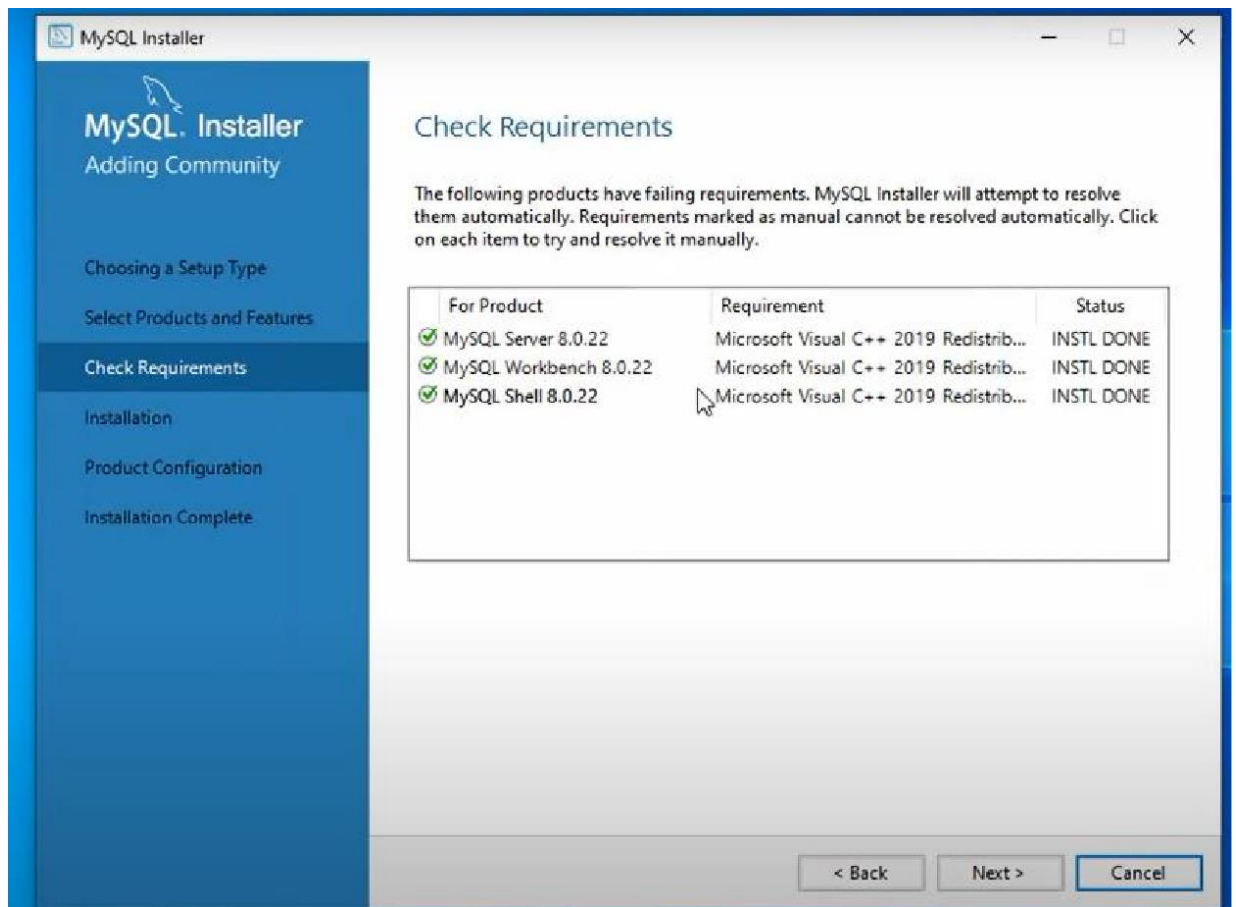 MySQL Installer
MySQL. Installer
Adding Community
Choosing a Setup Type
Select Products and Features
Check Requirements
Installation
Product Configuration
Installation Complete
Check Requirements
The following products have failing requirements. MySQL Installer will attempt to resolve
them automatically. Requirements marked as manual cannot be resolved automatically. Click
on each item to try and resolve it manually.
For Product Requirement Status
MySQL Server 8.0.22 Microsoft Visual C++ 2019 Redistrib... INSTL DONE
MySQL Workbench 8.0.22 Microsoft Visual C++ 2019 Redistrib... INSTL DONE
MySQL Shell 8.0.22 Microsoft Visual C++ 2019 Redistrib... INSTL DONE
< Back Next > Cancel